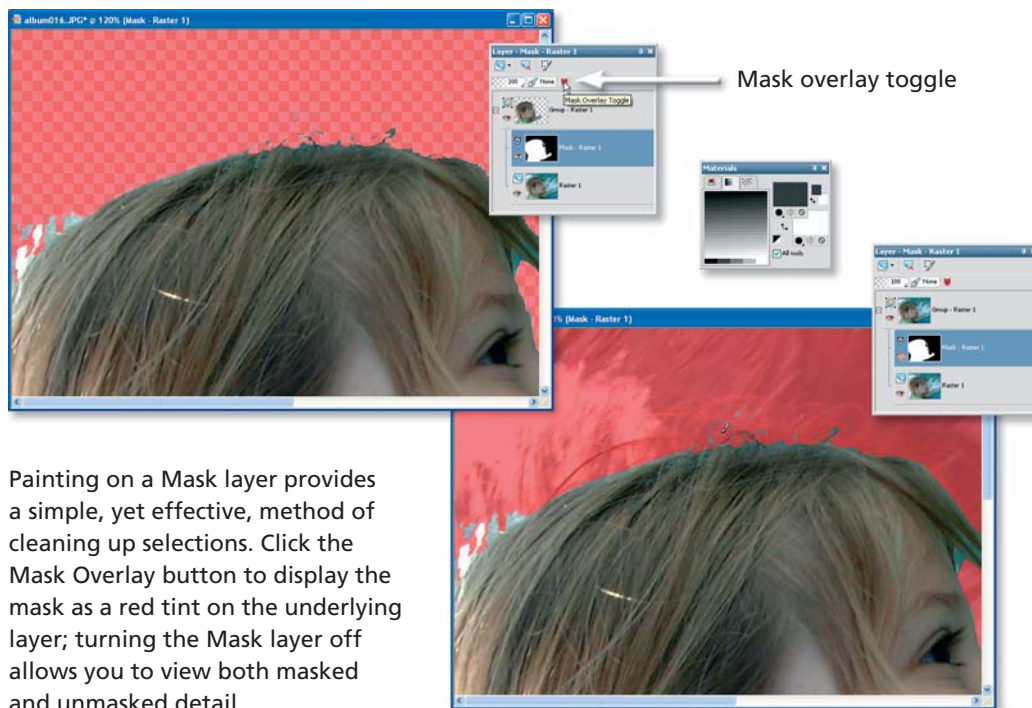 album016.JPG* @ 120% (Mask - Raster 1)
Layer - Mask - Raster 1
100 None
Mask Overlay Toggle
Group - Raster 1
Mask - Raster 1
Raster 1
Mask overlay toggle
Materials
All tools
Layer - Mask - Raster 1
100 None
Group - Raster 1
Mask - Raster 1
Raster 1
% (Mask - Raster 1)
Painting on a Mask layer provides
a simple, yet effective, method of
cleaning up selections. Click the
Mask Overlay button to display the
mask as a red tint on the underlying
layer; turning the Mask layer off
allows you to view both masked
and unmasked detail